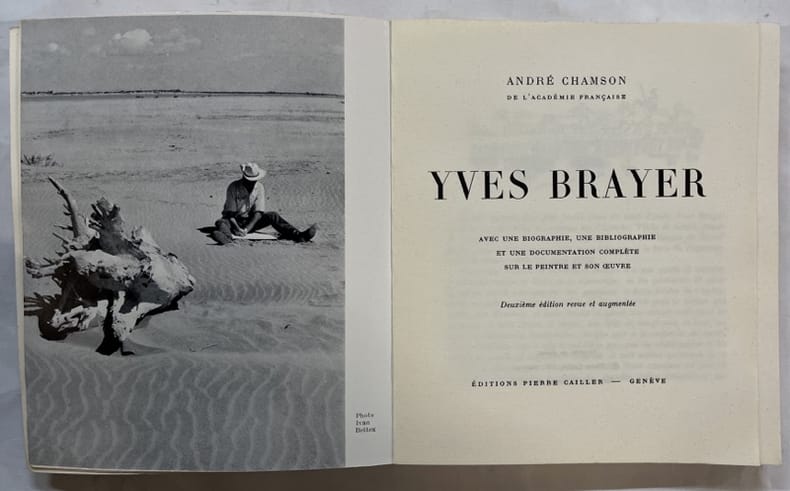 Photo
Ivan
Bettex
ANDRÉ CHAMSON
DE L'ACADÉMIE FRANÇAISE
YVES BRAYER
AVEC UNE BIOGRAPHIE, UNE BIBLIOGRAPHIE
ET UNE DOCUMENTATION COMPLÈTE
SUR LE PEINTRE ET SON ŒUVRE
Deuxième édition revue et augmentée
ÉDITIONS PIERRE CAILLER — GENÈVE